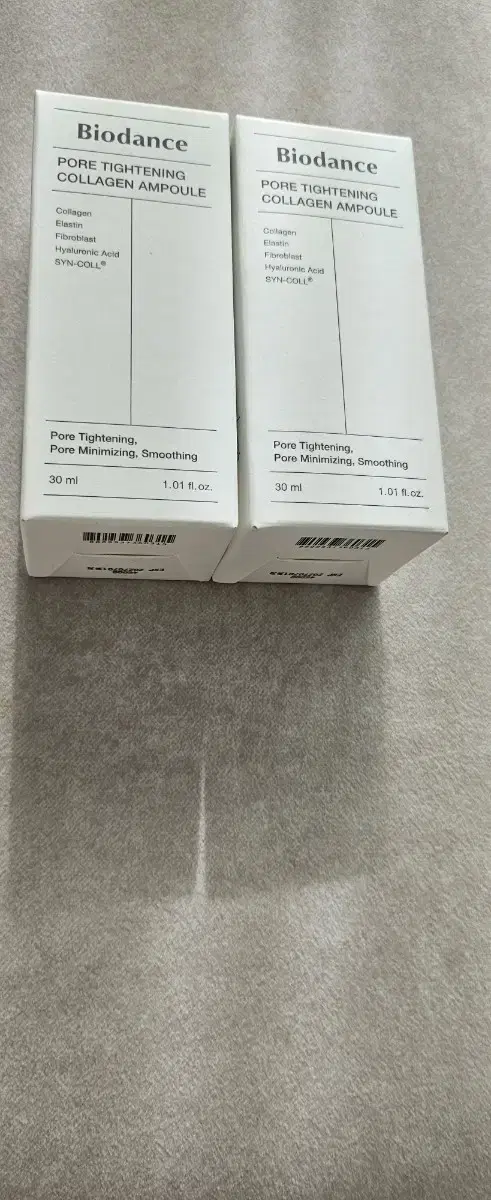 Biodance
PORE TIGHTENING
COLLAGEN AMPOULE
Collagen
Elastin
Fibroblast
Hyaluronic Acid
SYN-COLL®
Pore Tightening,
Pore Minimizing, Smoothing
30 ml 1.01 fl.oz.
Biodance
PORE TIGHTENING
COLLAGEN AMPOULE
Collagen
Elastin
Fibroblast
Hyaluronic Acid
SYN-COLL®
Pore Tightening,
Pore Minimizing, Smoothing
30 ml 1.01 fl.oz.